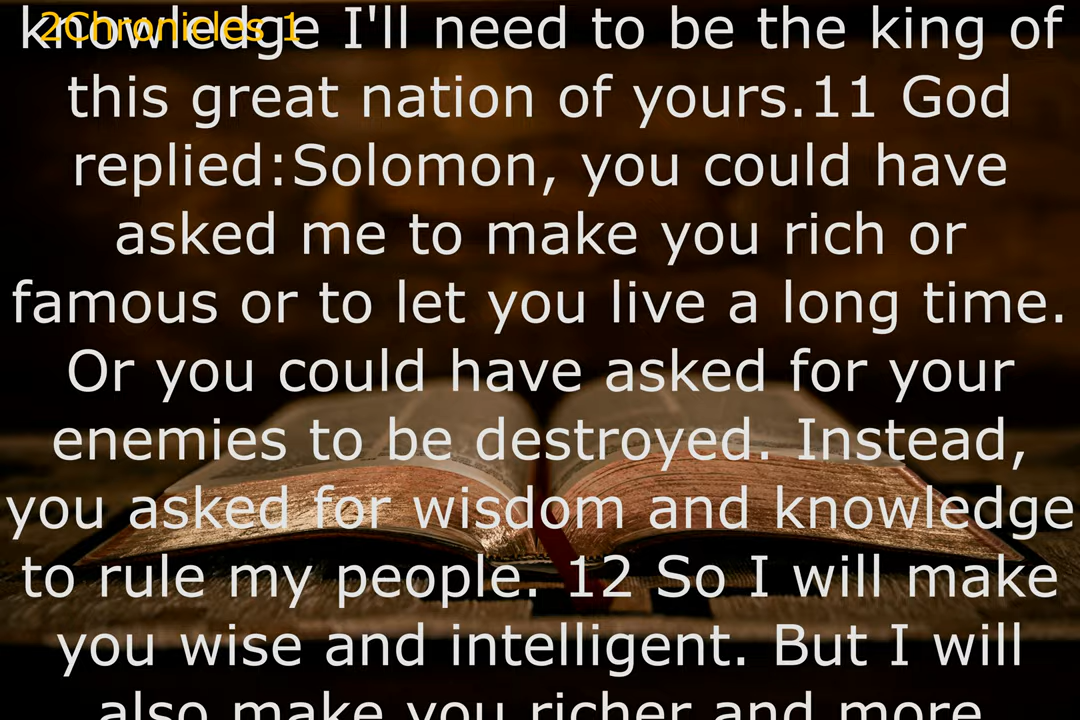 2Chronicles 1
knowledge I'll need to be the king of
this great nation of yours.11 God
replied:Solomon, you could have
asked me to make you rich or
famous or to let you live a long time.
Or you could have asked for your
enemies to be destroyed. Instead,
you asked for wisdom and knowledge
to rule my people. 12 So I will make
you wise and intelligent. But I will
also make you richer and more